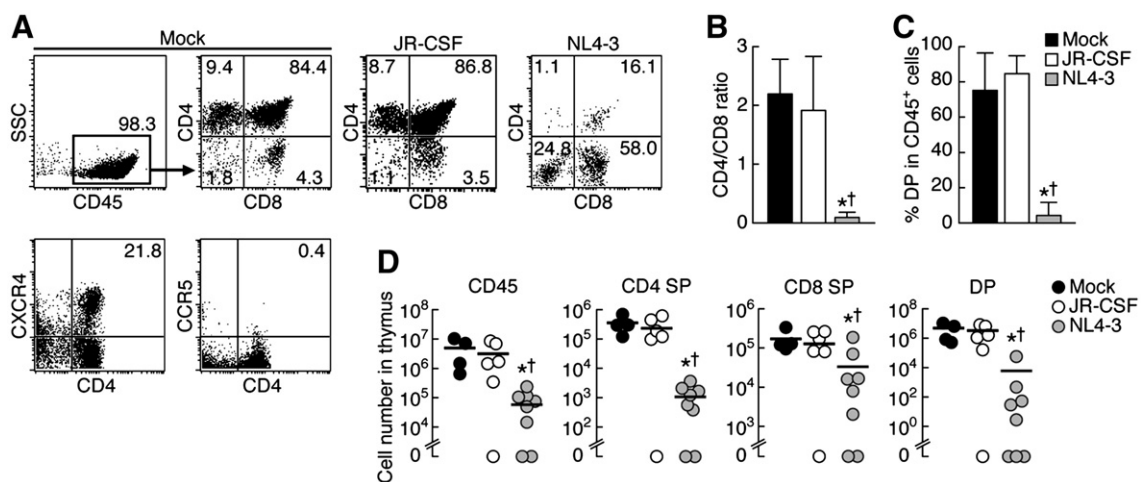 A
Mock
SSC
98.3
CD45
CD4
9.4
84.4
1.8
4.3
CD8
JR-CSF
CD4
8.7
86.8
1.1
3.5
CD8
NL4-3
CD4
1.1
16.1
24.8
58.0
CD8
CXCR4
21.8
CD4
CCR5
0.4
CD4
B
CD4/CD8 ratio
3
2
1
0
*†
C
% DP in CD45+ cells
100
80
60
40
20
0
*†
Mock
JR-CSF
NL4-3
D
Cell number in thymus
CD45
10^8
10^7
10^6
10^5
10^4
10^3
0
*†
CD4 SP
10^6
10^5
10^4
10^3
10^2
10^1
0
*†
CD8 SP
10^6
10^5
10^4
10^3
0
*†
DP
10^8
10^6
10^4
10^2
10^0
0
*†
Mock
JR-CSF
NL4-3